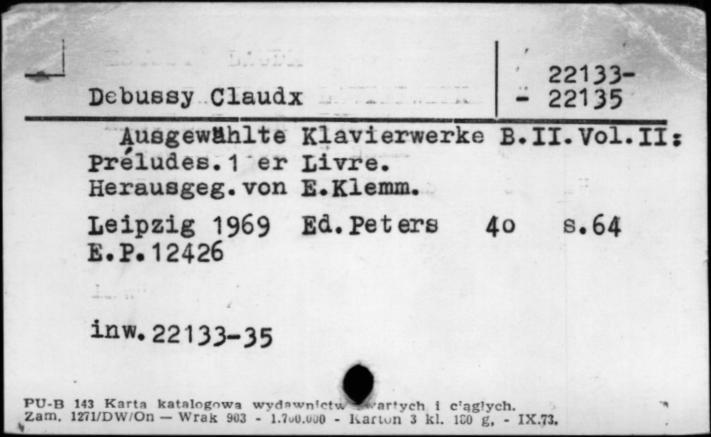 22133-
Debussy Claudx - 22135
Ausgewählte Klavierwerke B.II.Vol.II:
Préludes.1 er Livre.
Herausgeg.von E.Klemm.
Leipzig 1969 Ed.Peters 4o s.64
E.P.12426
inw.22133-35
PU-B 143 Karta katalogowa wydawnictw zwartych i ciągłych.
Zam. 1271/DW/On — Wrak 903 - 1.700.000 - Karton 3 kl. 180 g, - IX.73.